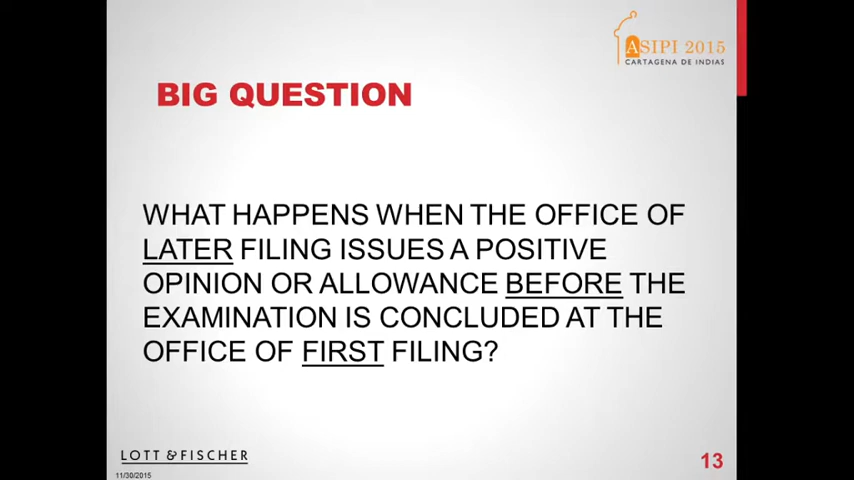 ASIPI 2015
CARTAGENA DE INDIAS
BIG QUESTION
WHAT HAPPENS WHEN THE OFFICE OF
LATER FILING ISSUES A POSITIVE
OPINION OR ALLOWANCE BEFORE THE
EXAMINATION IS CONCLUDED AT THE
OFFICE OF FIRST FILING?
LOTT & FISCHER
13
11/30/2015